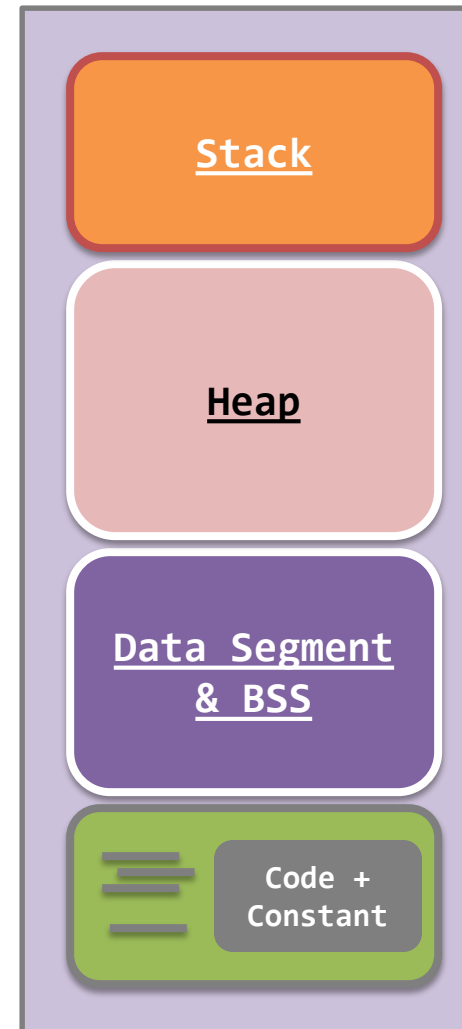 Stack
Heap
Data Segment
& BSS
Code +
Constant